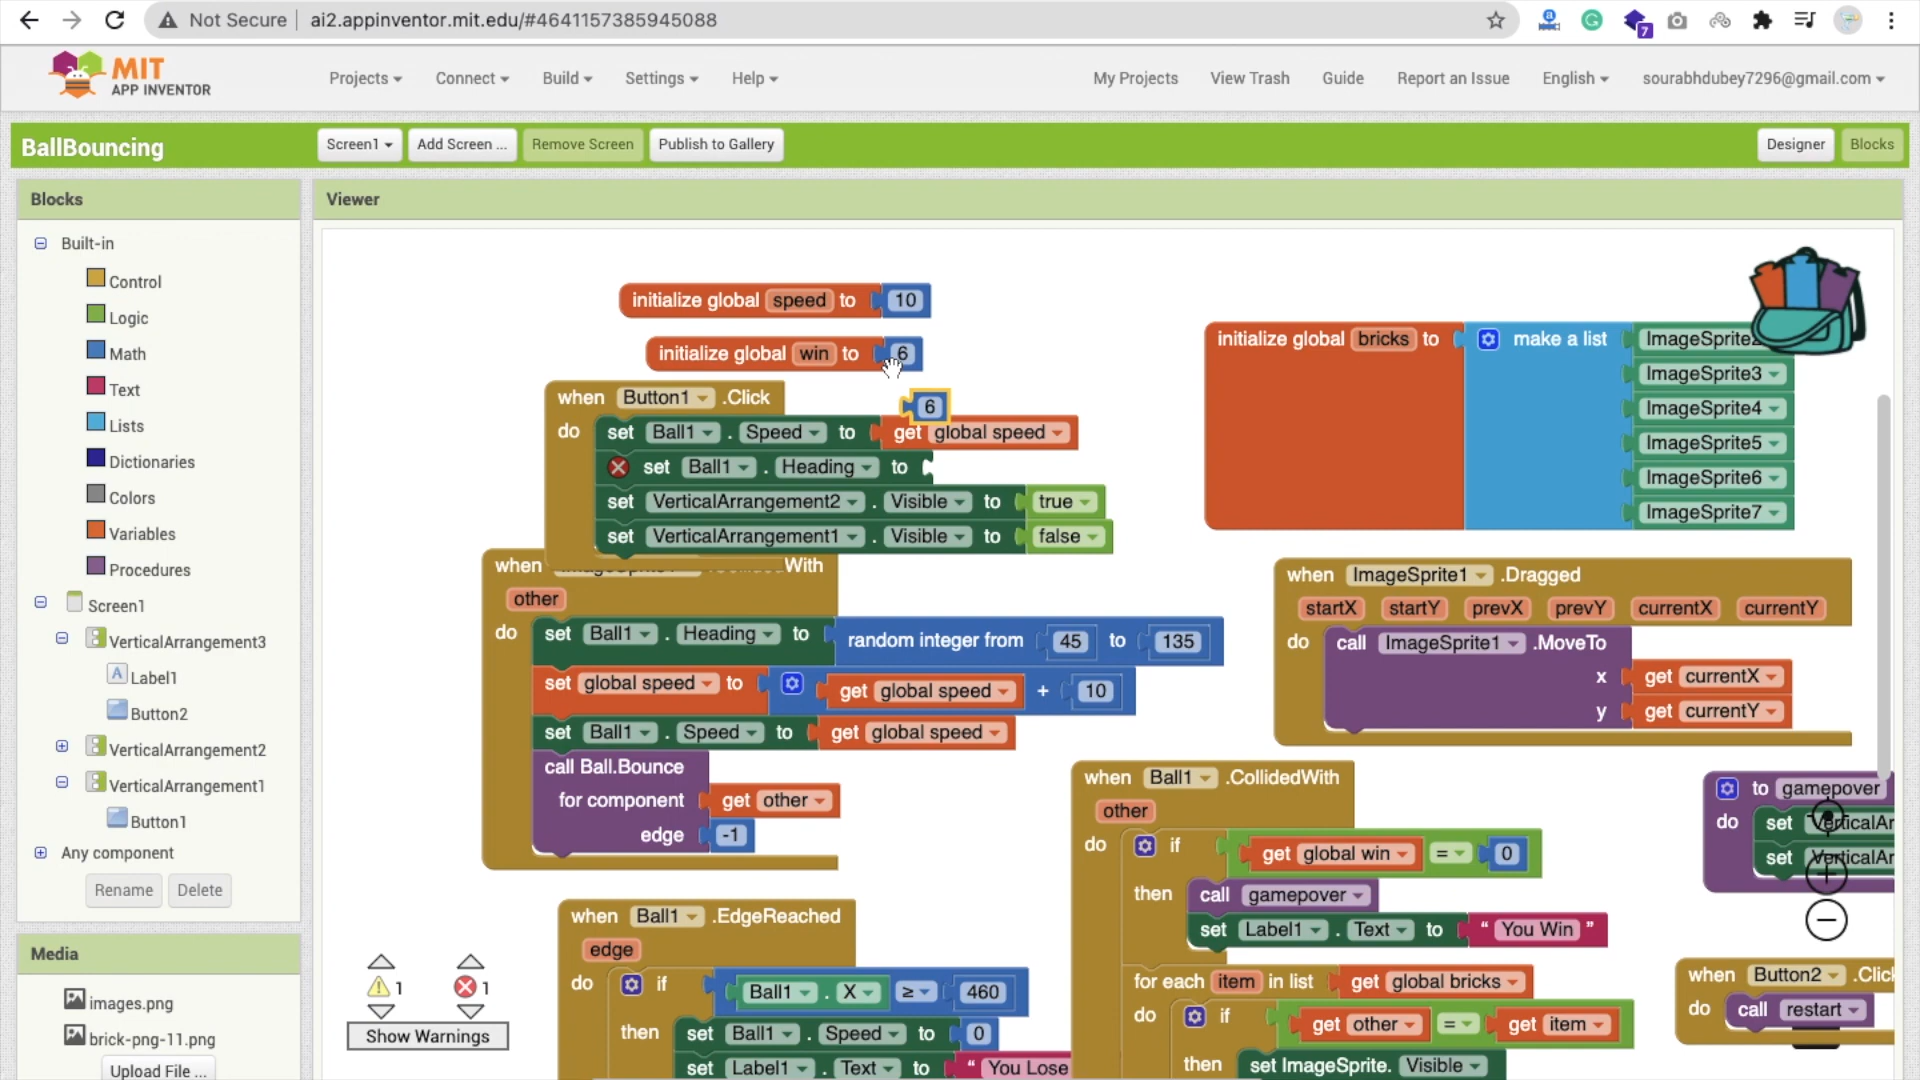 Not Secure | ai2.appinventor.mit.edu/#4641157385945088
7
MIT
APP INVENTOR
Projects Connect Build Settings Help My Projects View Trash Guide Report an Issue English sourabhdubey7296@gmail.com
BallBouncing
Screen1 Add Screen ... Remove Screen Publish to Gallery Designer Blocks
Blocks
Built-in
Control
Logic
Math
Text
Lists
Dictionaries
Colors
Variables
Procedures
Screen1
VerticalArrangement3
Label1
Button2
VerticalArrangement2
VerticalArrangement1
Button1
Any component
Rename Delete
Media
images.png
brick-png-11.png
Upload File ...
Viewer
initialize global speed to 10
initialize global win to 6
6
when Button1 .Click
do set Ball1 . Speed to get global speed
set Ball1 . Heading to
set VerticalArrangement2 . Visible to true
set VerticalArrangement1 . Visible to false
when With
other
do set Ball1 . Heading to random integer from 45 to 135
set global speed to get global speed + 10
set Ball1 . Speed to get global speed
call Ball.Bounce
for component get other
edge -1
when Ball1 .EdgeReached
edge
do if Ball1 . X ≥ 460
then set Ball1 . Speed to 0
set Label1 . Text to “ You Lose
1 1
Show Warnings
initialize global bricks to make a list ImageSprite2
ImageSprite3
ImageSprite4
ImageSprite5
ImageSprite6
ImageSprite7
when ImageSprite1 .Dragged
startX startY prevX prevY currentX currentY
do call ImageSprite1 .MoveTo
x get currentX
y get currentY
when Ball1 .CollidedWith
other
do if get global win = 0
then call gamepover
set Label1 . Text to “ You Win ”
for each item in list get global bricks
do if get other = get item
then set ImageSprite. Visible
to gamepover
do set VerticalAr
set VerticalAr
when Button2 .Click
do call restart